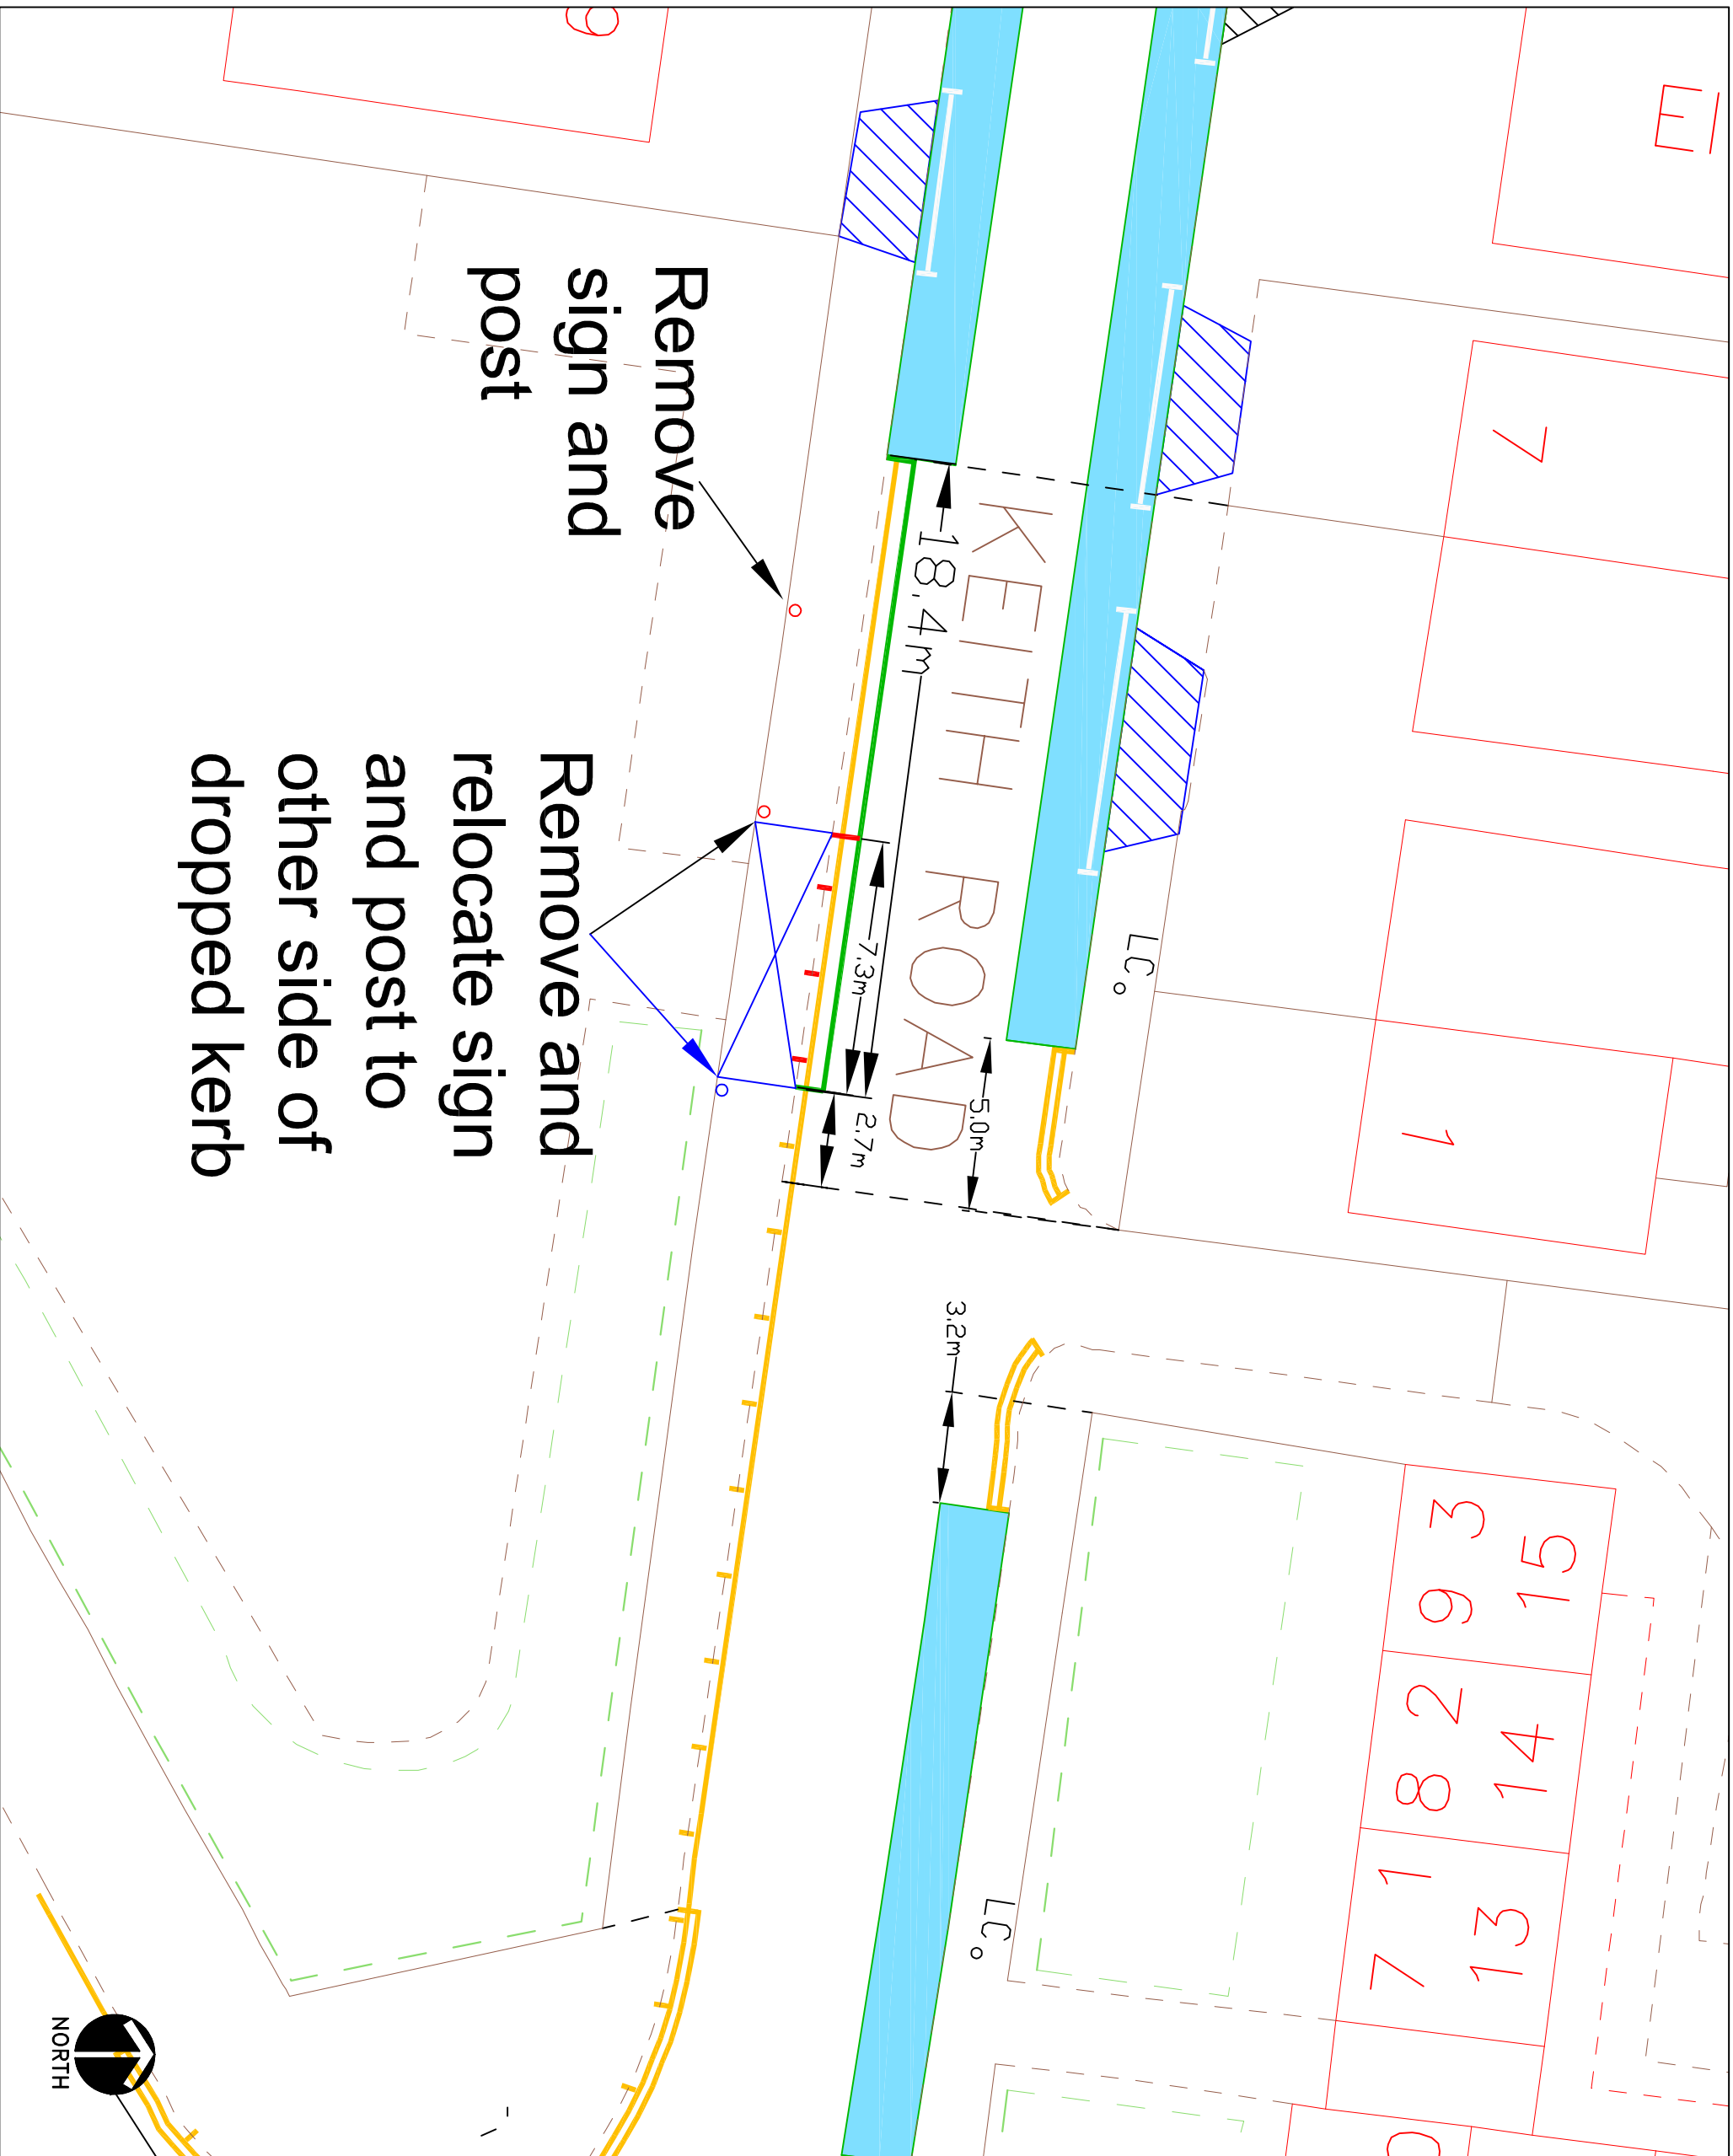 Remove
sign and
post
Remove and
relocate sign
and post to
other side of
dropped kerb
KEITH ROAD
18.4m
7.3m
2.7m
5.0m
3.2m
LC
LC
7
1
3
9
15
2
8
14
1
7
13
NORTH